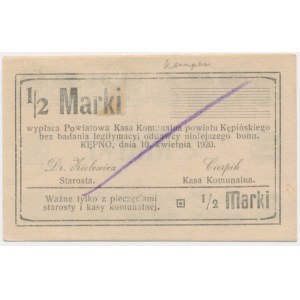 Kempen
1/2 Marki
wypłaca Powiatowa Kasa Komunalna powiatu Kępińskiego
bez badania legitymacyi oddawcy niniejszego bonu.
KĘPNO, dnia 10. kwietnia 1920.
Starosta.
Kasa Komunalna.
Ważne tylko z pieczęciami
starosty i kasy komunalnej.
1/2 Marki